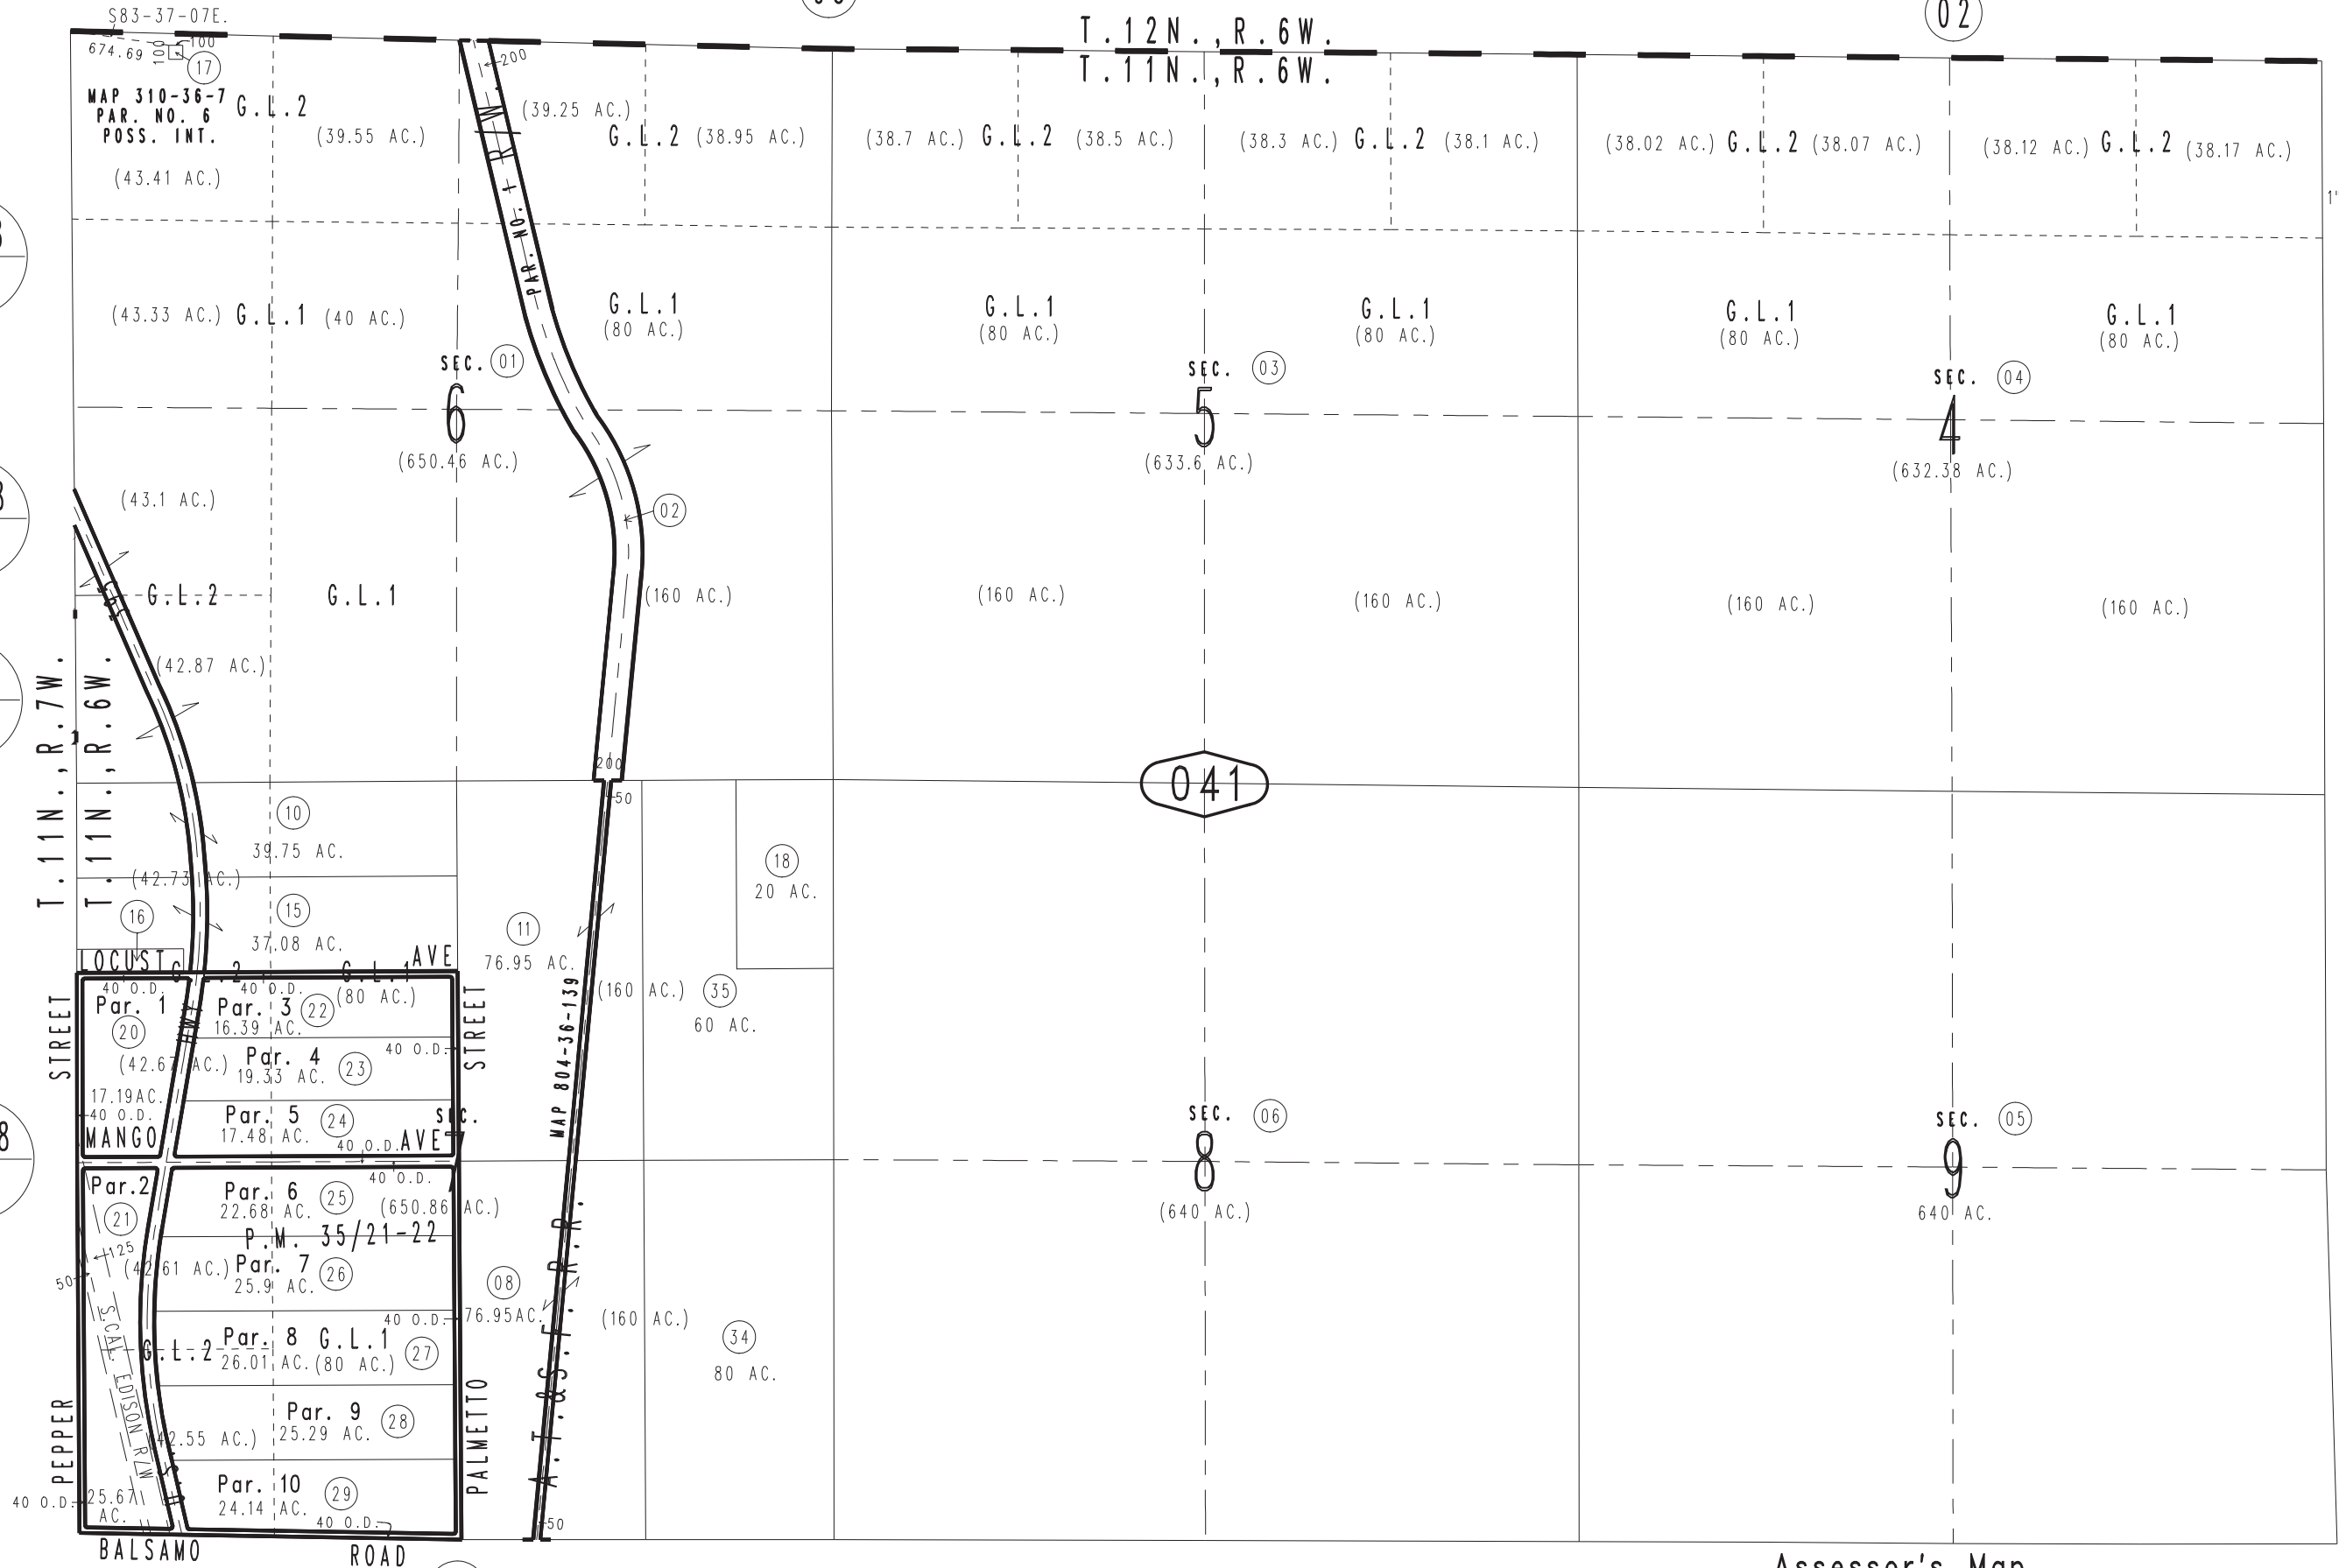 S83-37-07E.
674.69
100
100
17
02
T.12N.,R.6W.
T.11N.,R.6W.
MAP 310-36-7
PAR. NO. 6
POSS. INT.
(43.41 AC.)
G.L.2
(39.55 AC.)
200
(39.25 AC.)
G.L.2
(38.95 AC.)
(38.7 AC.)
G.L.2
(38.5 AC.)
(38.3 AC.)
G.L.2
(38.1 AC.)
(38.02 AC.)
G.L.2
(38.07 AC.)
(38.12 AC.)
G.L.2
(38.17 AC.)
1"
PAR. NO. 1 R/W.
(43.33 AC.)
G.L.1
(40 AC.)
G.L.1
(80 AC.)
G.L.1
(80 AC.)
G.L.1
(80 AC.)
G.L.1
(80 AC.)
G.L.1
(80 AC.)
SEC. 01
6
(650.46 AC.)
SEC. 03
5
(633.6 AC.)
SEC. 04
4
(632.38 AC.)
(43.1 AC.)
02
G.L.2
G.L.1
(160 AC.)
(160 AC.)
(160 AC.)
(160 AC.)
(160 AC.)
(42.87 AC.)
T.11N.,R.7W.
T.11N.,R.6W.
200
50
041
10
39.75 AC.
(42.73 AC.)
18
20 AC.
16
15
37.08 AC.
11
76.95 AC.
LOCUST
AVE
G.L.2
G.L.1
(80 AC.)
40 O.D.
40 O.D.
(160 AC.)
35
60 AC.
STREET
STREET
Par. 1
20
(42.67 AC.)
17.19AC.
40 O.D.
HWY
Par. 3
22
16.39 AC.
40 O.D.
Par. 4
23
19.33 AC.
Par. 5
24
17.48 AC.
MANGO
AVE
40 O.D.
40 O.D.
SEC.
7
(650.86 AC.)
MAP 804-36-139
SEC. 06
8
(640 AC.)
SEC. 05
9
640 AC.
Par.2
21
125
50
(42.61 AC.)
Par. 6
25
22.68 AC.
P.M. 35/21-22
Par. 7
26
25.9 AC.
08
76.95AC.
40 O.D.
(160 AC.)
34
80 AC.
G.L.2
Par. 8
G.L.1
27
26.01 AC.
(80 AC.)
S.CAL. EDISON R/W
Par. 9
28
25.29 AC.
(42.55 AC.)
Par. 10
29
24.14 AC.
40 O.D.
PEPPER
PALMETTO
A.T.&S.F. R.R.
U.S.
40 O.D.
25.67
AC.
50
BALSAMO
ROAD
Assessor's Map